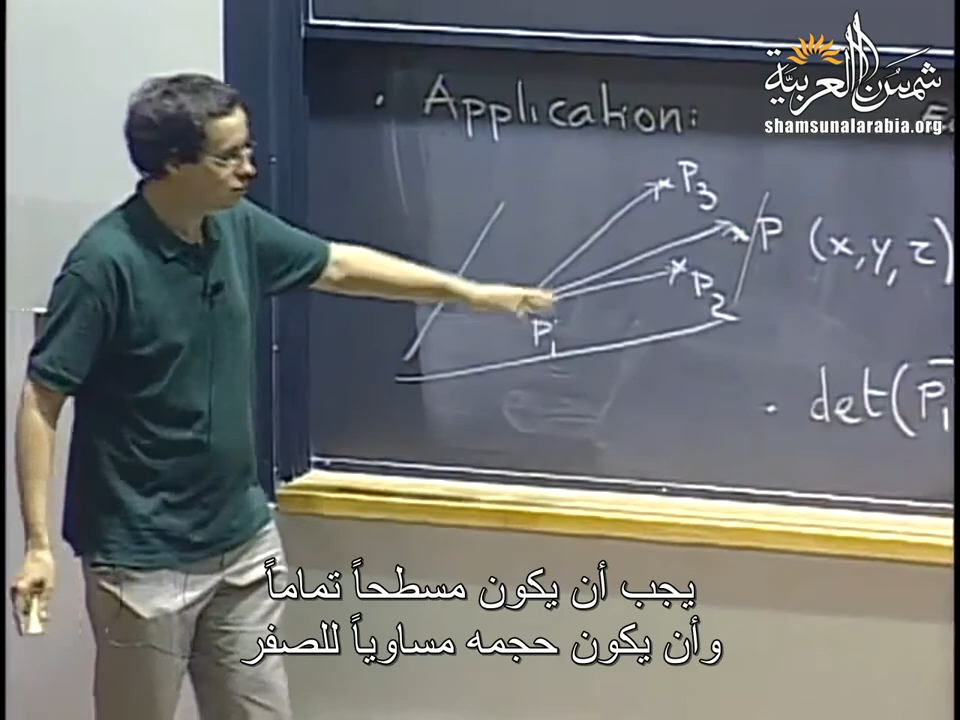 شمس العربية
shamsunalarabia.org
• Application:
P₃
P (x, y, z)
P₂
P₁
• det(P₁
يجب أن يكون مسطحاً تماماً
وأن يكون حجمه مساوياً للصفر